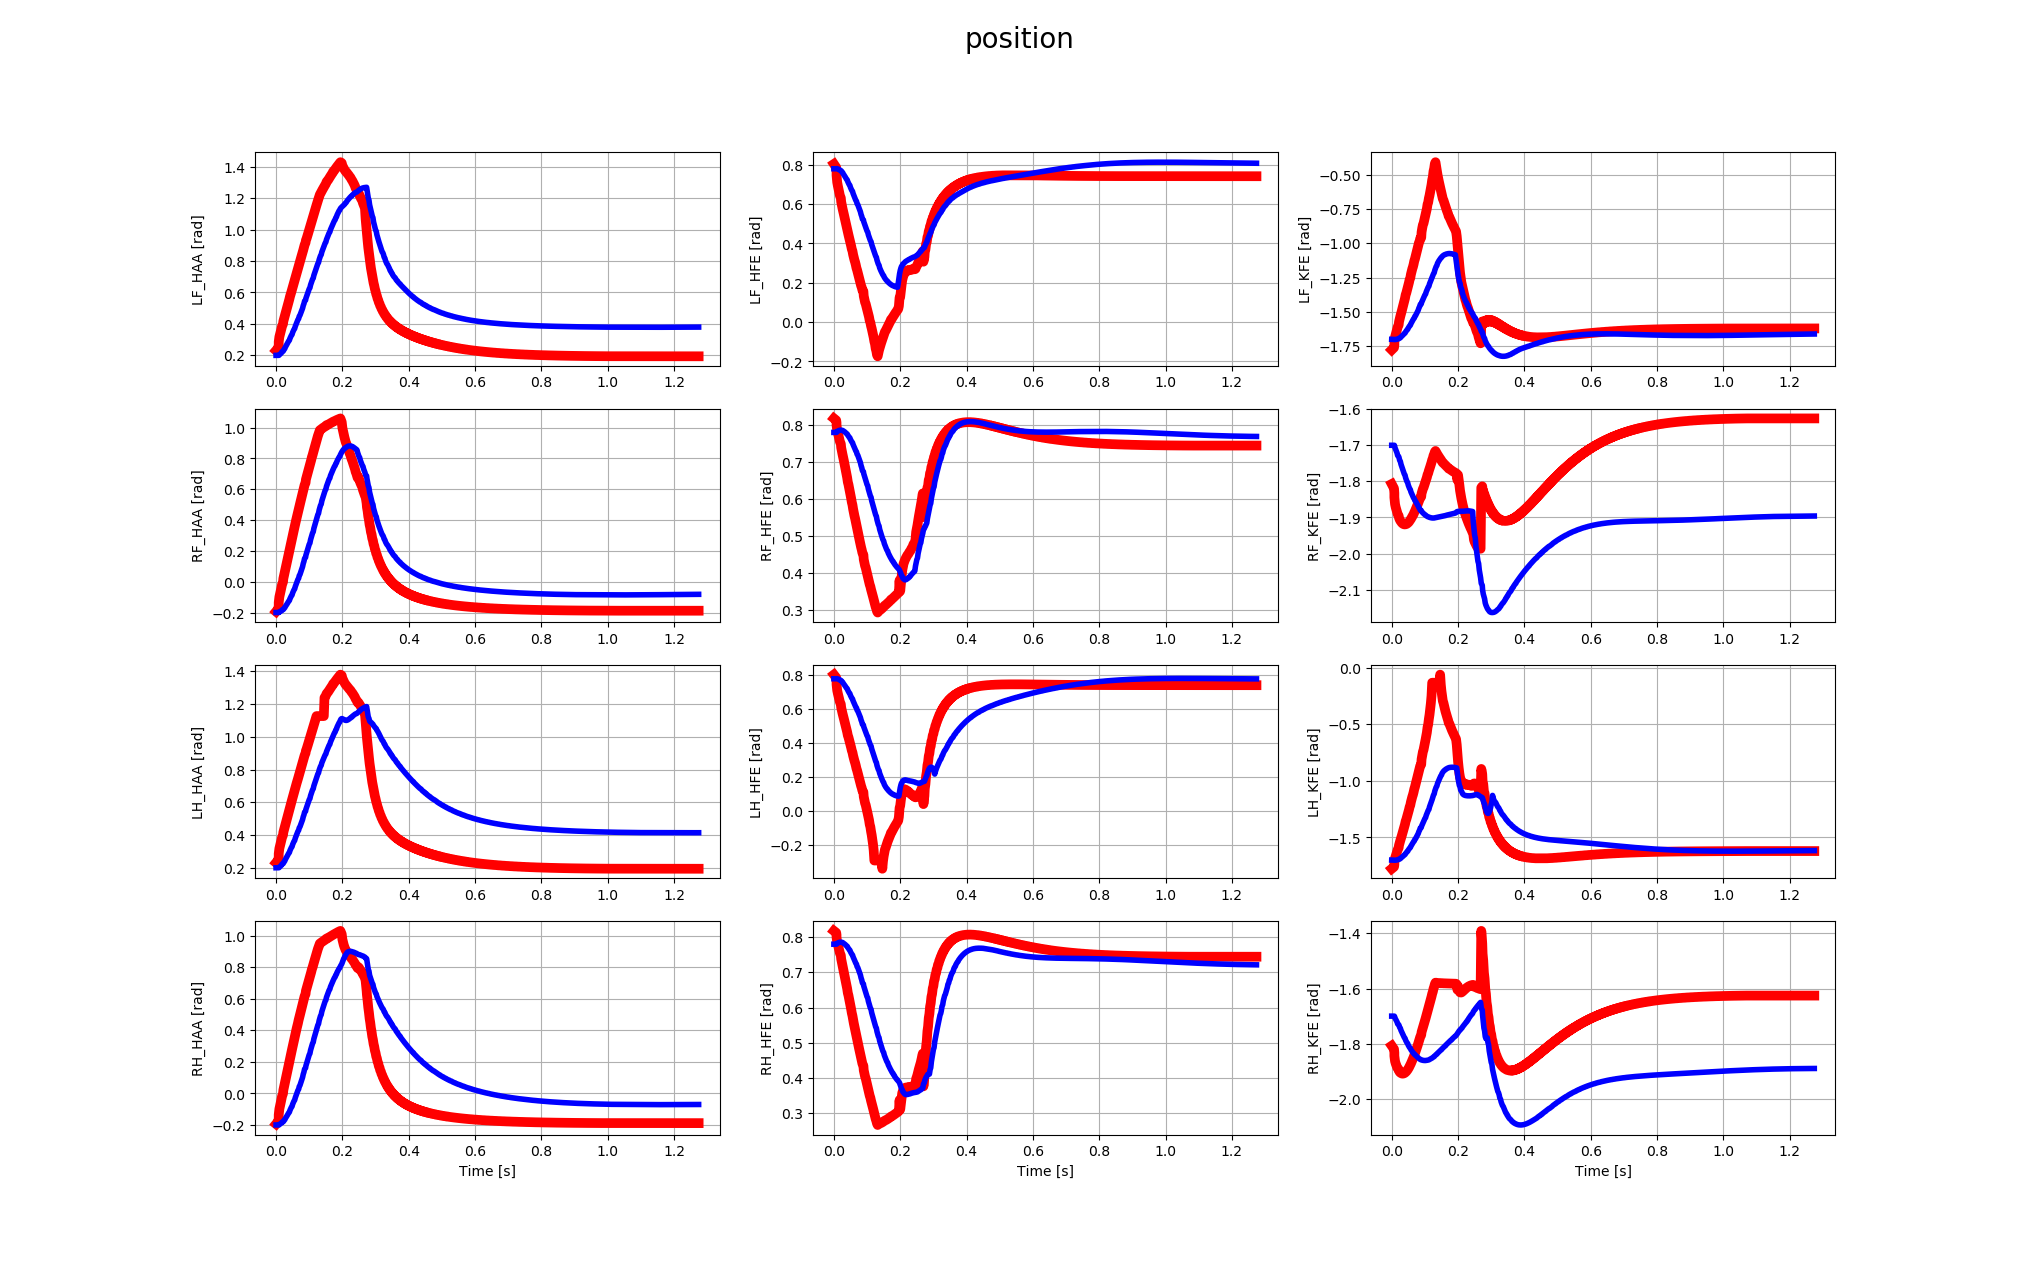 position
LF_HAA [rad]
1.4
1.2
1.0
0.8
0.6
0.4
0.2
0.0 0.2 0.4 0.6 0.8 1.0 1.2
LF_HFE [rad]
0.8
0.6
0.4
0.2
0.0
−0.2
0.0 0.2 0.4 0.6 0.8 1.0 1.2
LF_KFE [rad]
−0.50
−0.75
−1.00
−1.25
−1.50
−1.75
0.0 0.2 0.4 0.6 0.8 1.0 1.2
RF_HAA [rad]
1.0
0.8
0.6
0.4
0.2
0.0
−0.2
0.0 0.2 0.4 0.6 0.8 1.0 1.2
RF_HFE [rad]
0.8
0.7
0.6
0.5
0.4
0.3
0.0 0.2 0.4 0.6 0.8 1.0 1.2
RF_KFE [rad]
−1.6
−1.7
−1.8
−1.9
−2.0
−2.1
0.0 0.2 0.4 0.6 0.8 1.0 1.2
LH_HAA [rad]
1.4
1.2
1.0
0.8
0.6
0.4
0.2
0.0 0.2 0.4 0.6 0.8 1.0 1.2
LH_HFE [rad]
0.8
0.6
0.4
0.2
0.0
−0.2
0.0 0.2 0.4 0.6 0.8 1.0 1.2
LH_KFE [rad]
0.0
−0.5
−1.0
−1.5
0.0 0.2 0.4 0.6 0.8 1.0 1.2
RH_HAA [rad]
1.0
0.8
0.6
0.4
0.2
0.0
−0.2
0.0 0.2 0.4 0.6 0.8 1.0 1.2
Time [s]
RH_HFE [rad]
0.8
0.7
0.6
0.5
0.4
0.3
0.0 0.2 0.4 0.6 0.8 1.0 1.2
Time [s]
RH_KFE [rad]
−1.4
−1.6
−1.8
−2.0
0.0 0.2 0.4 0.6 0.8 1.0 1.2
Time [s]